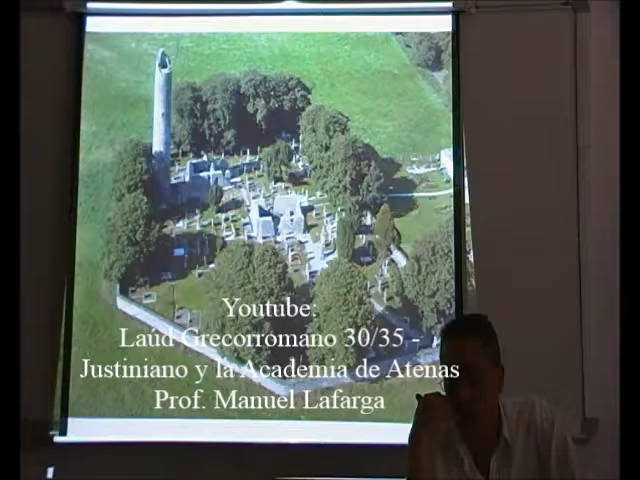 Youtube:
Laúd Grecorromano 30/35 -
Justiniano y la Academia de Atenas
Prof. Manuel Lafarga